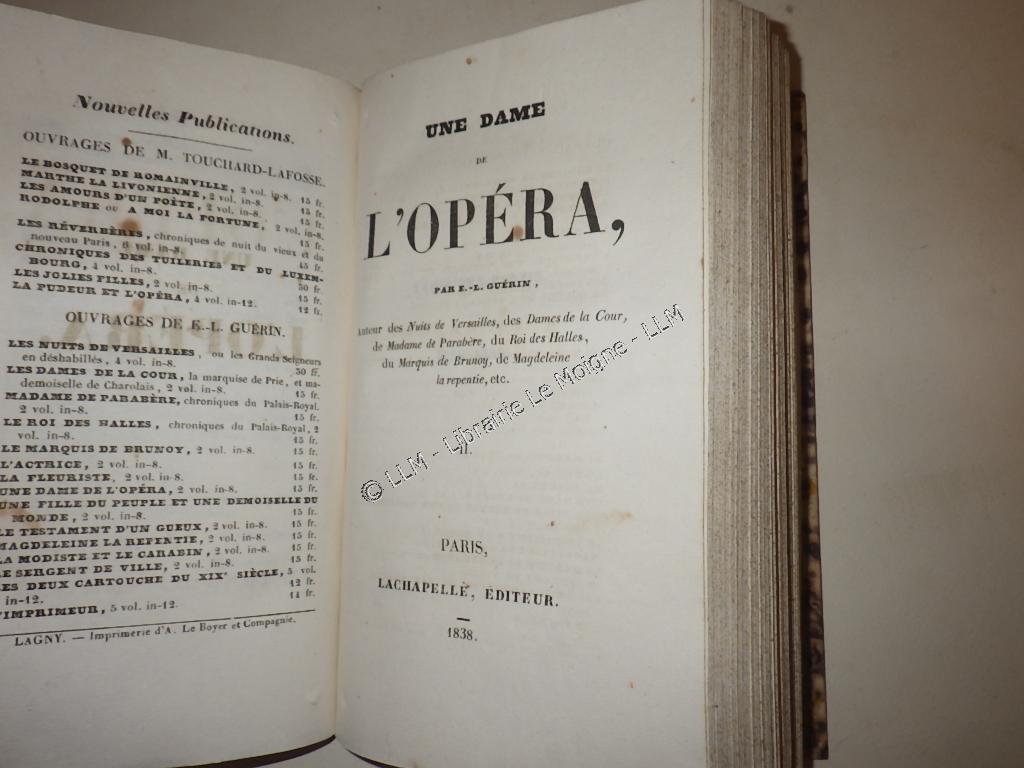 Nouvelles Publications.
OUVRAGES DE M. TOUCHARD-LAFOSSE.
LE BOSQUET DE ROMAINVILLE, 2 vol. in-8. 15 fr.
MARTHE LA LIVONIENNE, 2 vol. in-8. 15 fr.
LES AMOURS D'UN POÈTE, 2 vol. in-8. 15 fr.
RODOLPHE ou A MOI LA FORTUNE, 2 vol. in-8. 15 fr.
LES RÉVERBÈRES, chroniques de nuit du vieux et du
nouveau Paris, 6 vol. in-8. 45 fr.
CHRONIQUES DES TUILERIES ET DU LUXEM-
BOURG, 4 vol. in-8. 30 fr.
LES JOLIES FILLES, 2 vol. in-8. 15 fr.
LA PUDEUR ET L'OPÉRA, 4 vol. in-12. 12 fr.
OUVRAGES DE E.-L. GUÉRIN.
LES NUITS DE VERSAILLES, ou les Grands Seigneurs
en déshabillés, 4 vol. in-8. 30 fr.
LES DAMES DE LA COUR, la marquise de Prie, et ma-
demoiselle de Charolais, 2 vol. in-8. 15 fr.
MADAME DE PARABÈRE, chroniques du Palais-Royal.
2 vol. in-8. 15 fr.
LE ROI DES HALLES, chroniques du Palais-Royal, 2
vol. in-8. 15 fr.
LE MARQUIS DE BRUNOY, 2 vol. in-8. 15 fr.
L'ACTRICE, 2 vol. in-8. 15 fr.
LA FLEURISTE, 2 vol. in-8. 15 fr.
UNE DAME DE L'OPÉRA, 2 vol. in-8. 15 fr.
UNE FILLE DU PEUPLE ET UNE DEMOISELLE DU
MONDE, 2 vol. in-8. 15 fr.
LE TESTAMENT D'UN GUEUX, 2 vol. in-8. 15 fr.
MAGDELEINE LA REPENTIE, 2 vol. in-8. 15 fr.
LA MODISTE ET LE CARABIN, 2 vol. in-8. 15 fr.
LE SERGENT DE VILLE, 2 vol. in-8. 15 fr.
LES DEUX CARTOUCHE DU XIXe SIÈCLE, 5 vol
in-12. 12 fr.
L'IMPRIMEUR, 5 vol. in-12. 14 fr.
LAGNY. — Imprimerie d'A. Le Boyer et Compagnie.
UNE DAME
DE
L'OPÉRA,
PAR E.-L. GUÉRIN,
Auteur des Nuits de Versailles, des Dames de la Cour,
de Madame de Parabère, du Roi des Halles,
du Marquis de Brunoy, de Magdeleine
la repentie, etc.
II.
PARIS,
LACHAPELLE, ÉDITEUR.
1838.
© LLM - Librairie Le Moigne - LLM